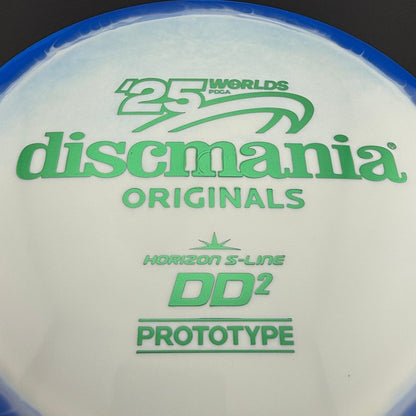 '25 WORLDS
PDGA
discmania®
ORIGINALS
HORIZON S-LINE
DD²
PROTOTYPE